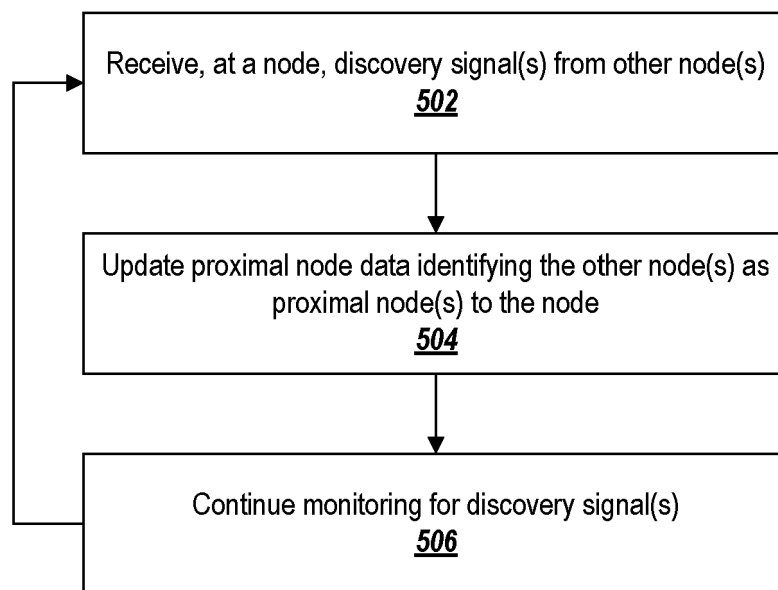 Receive, at a node, discovery signal(s) from other node(s)
502
Update proximal node data identifying the other node(s) as
proximal node(s) to the node
504
Continue monitoring for discovery signal(s)
506